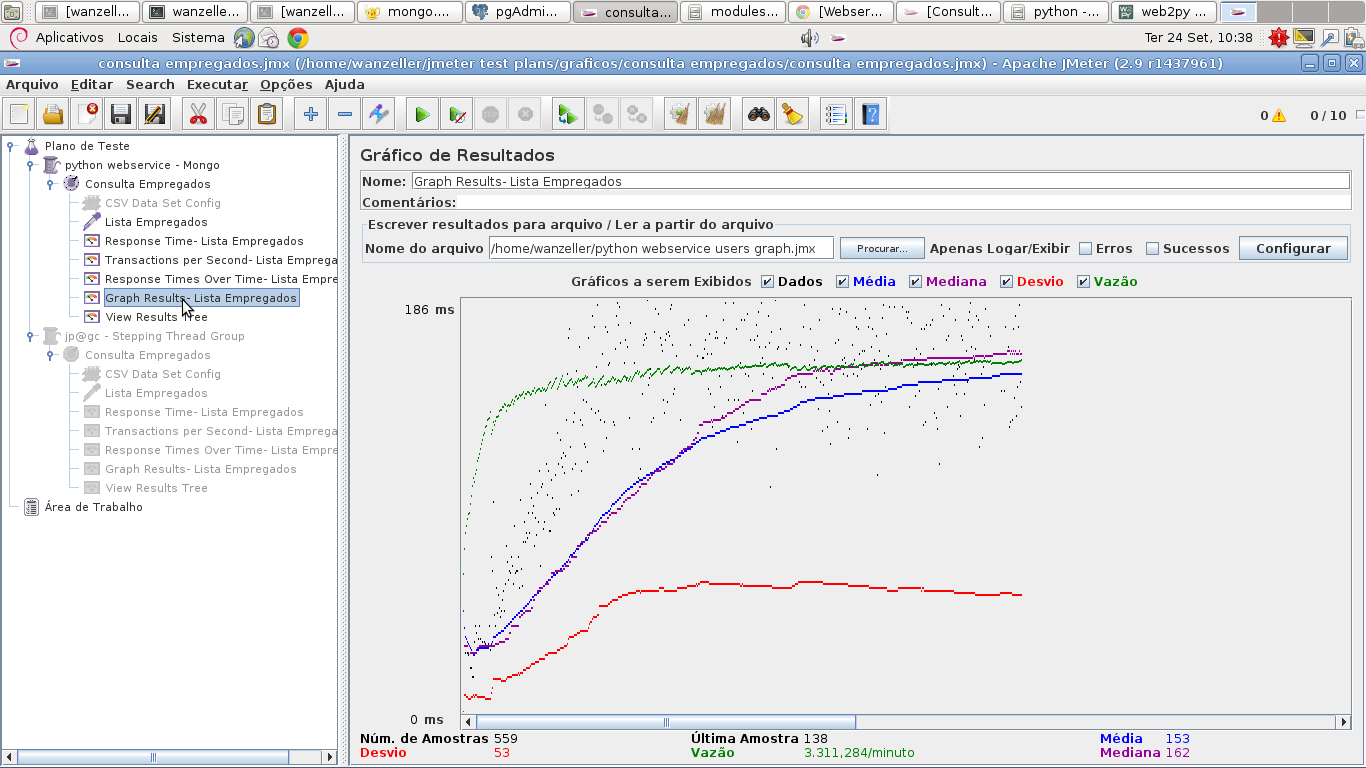 [wanzell... wanzelle... [wanzell... mongo.... pgAdmi... consulta... modules... [Webser... [Consult... python -... web2py ...
Aplicativos Locais Sistema Ter 24 Set, 10:38
consulta empregados.jmx (/home/wanzeller/jmeter test plans/graficos/consulta empregados/consulta empregados.jmx) - Apache JMeter (2.9 r1437961)
Arquivo Editar Search Executar Opções Ajuda
0 0 / 10
Plano de Teste
python webservice - Mongo
Consulta Empregados
CSV Data Set Config
Lista Empregados
Response Time- Lista Empregados
Transactions per Second- Lista Emprega
Response Times Over Time- Lista Empre
Graph Results- Lista Empregados
View Results Tree
jp@gc - Stepping Thread Group
Consulta Empregados
CSV Data Set Config
Lista Empregados
Response Time- Lista Empregados
Transactions per Second- Lista Emprega
Response Times Over Time- Lista Empre
Graph Results- Lista Empregados
View Results Tree
Área de Trabalho
Gráfico de Resultados
Nome: Graph Results- Lista Empregados
Comentários:
Escrever resultados para arquivo / Ler a partir do arquivo
Nome do arquivo /home/wanzeller/python webservice users graph.jmx Procurar... Apenas Logar/Exibir Erros Sucessos Configurar
Gráficos a serem Exibidos Dados Média Mediana Desvio Vazão
186 ms
0 ms
Núm. de Amostras 559 Última Amostra 138 Média 153
Desvio 53 Vazão 3.311,284/minuto Mediana 162